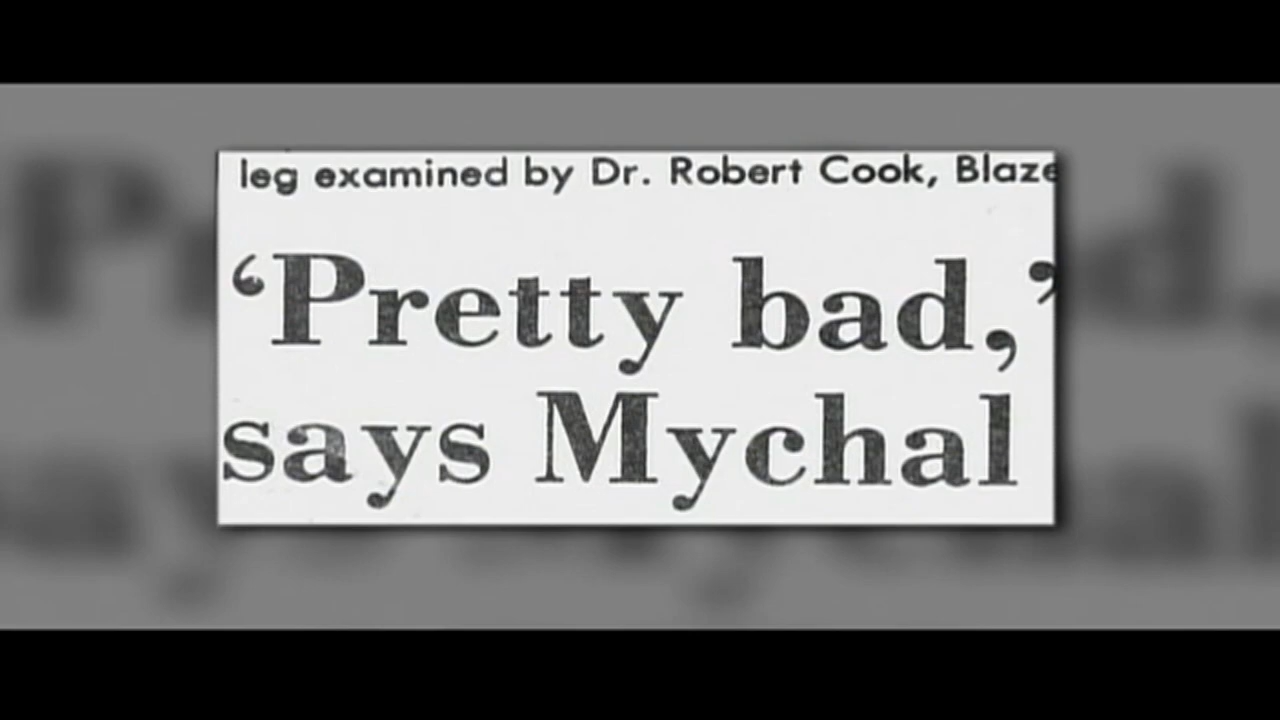 leg examined by Dr. Robert Cook, Blaze
‘Pretty bad,’
says Mychal